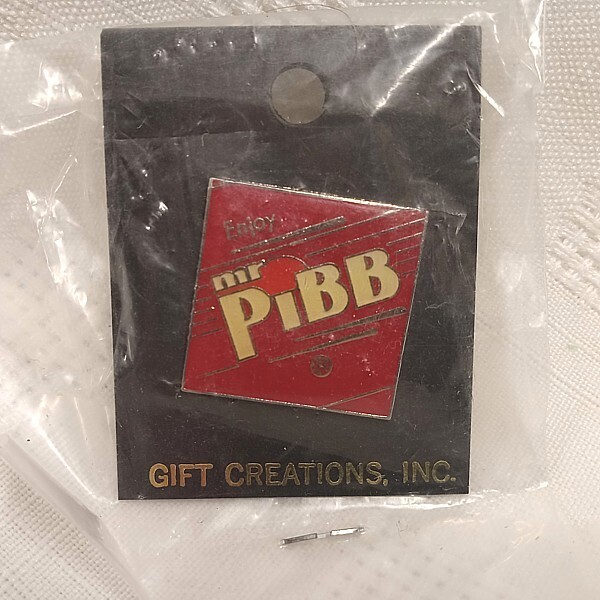 Enjoy
mr
PiBB
®
GIFT CREATIONS, INC.